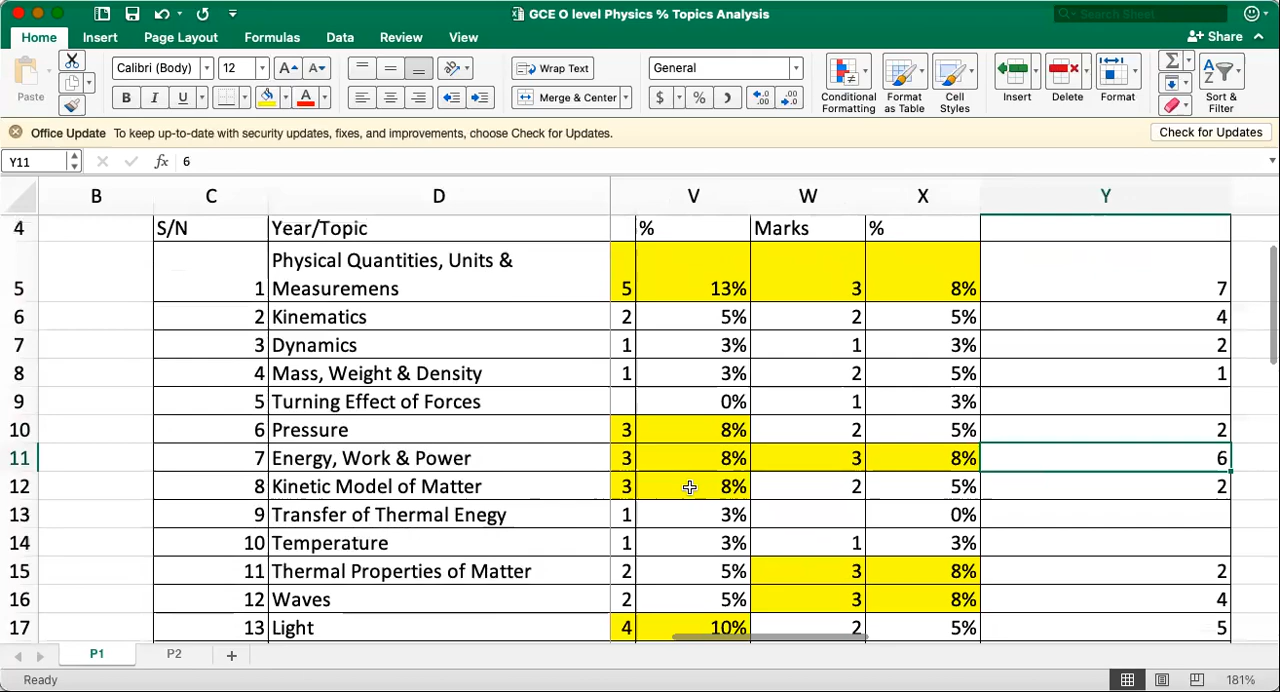 GCE O level Physics % Topics Analysis
Search Sheet
Home Insert Page Layout Formulas Data Review View
Share
Paste
Calibri (Body) 12 A A
Wrap Text
General
B I U A
Merge & Center
$ % .0 .00 .00 .0
Conditional Formatting
Format as Table
Cell Styles
Insert
Delete
Format
Sort & Filter
Office Update To keep up-to-date with security updates, fixes, and improvements, choose Check for Updates.
Check for Updates
Y11 fx 6
B C D V W X Y
4 S/N Year/Topic % Marks %
Physical Quantities, Units &
5 1 Measuremens 5 13% 3 8% 7
6 2 Kinematics 2 5% 2 5% 4
7 3 Dynamics 1 3% 1 3% 2
8 4 Mass, Weight & Density 1 3% 2 5% 1
9 5 Turning Effect of Forces 0% 1 3%
10 6 Pressure 3 8% 2 5% 2
11 7 Energy, Work & Power 3 8% 3 8% 6
12 8 Kinetic Model of Matter 3 8% 2 5% 2
13 9 Transfer of Thermal Enegy 1 3% 0%
14 10 Temperature 1 3% 1 3%
15 11 Thermal Properties of Matter 2 5% 3 8% 2
16 12 Waves 2 5% 3 8% 4
17 13 Light 4 10% 2 5% 5
P1 P2 +
Ready 181%